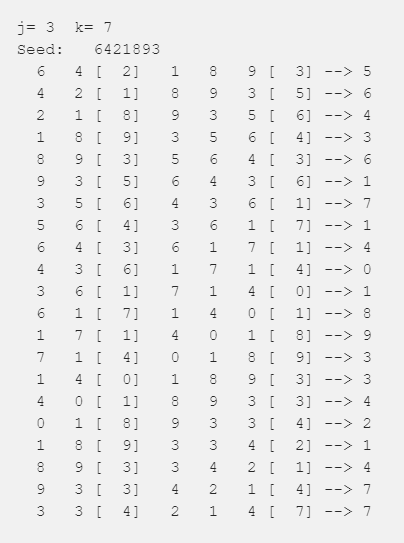 j= 3  k= 7
Seed:   6421893
  6   4 [  2]   1   8   9 [  3] --> 5
  4   2 [  1]   8   9   3 [  5] --> 6
  2   1 [  8]   9   3   5 [  6] --> 4
  1   8 [  9]   3   5   6 [  4] --> 3
  8   9 [  3]   5   6   4 [  3] --> 6
  9   3 [  5]   6   4   3 [  6] --> 1
  3   5 [  6]   4   3   6 [  1] --> 7
  5   6 [  4]   3   6   1 [  7] --> 1
  6   4 [  3]   6   1   7 [  1] --> 4
  4   3 [  6]   1   7   1 [  4] --> 0
  3   6 [  1]   7   1   4 [  0] --> 1
  6   1 [  7]   1   4   0 [  1] --> 8
  1   7 [  1]   4   0   1 [  8] --> 9
  7   1 [  4]   0   1   8 [  9] --> 3
  1   4 [  0]   1   8   9 [  3] --> 3
  4   0 [  1]   8   9   3 [  3] --> 4
  0   1 [  8]   9   3   3 [  4] --> 2
  1   8 [  9]   3   3   4 [  2] --> 1
  8   9 [  3]   3   4   2 [  1] --> 4
  9   3 [  3]   4   2   1 [  4] --> 7
  3   3 [  4]   2   1   4 [  7] --> 7